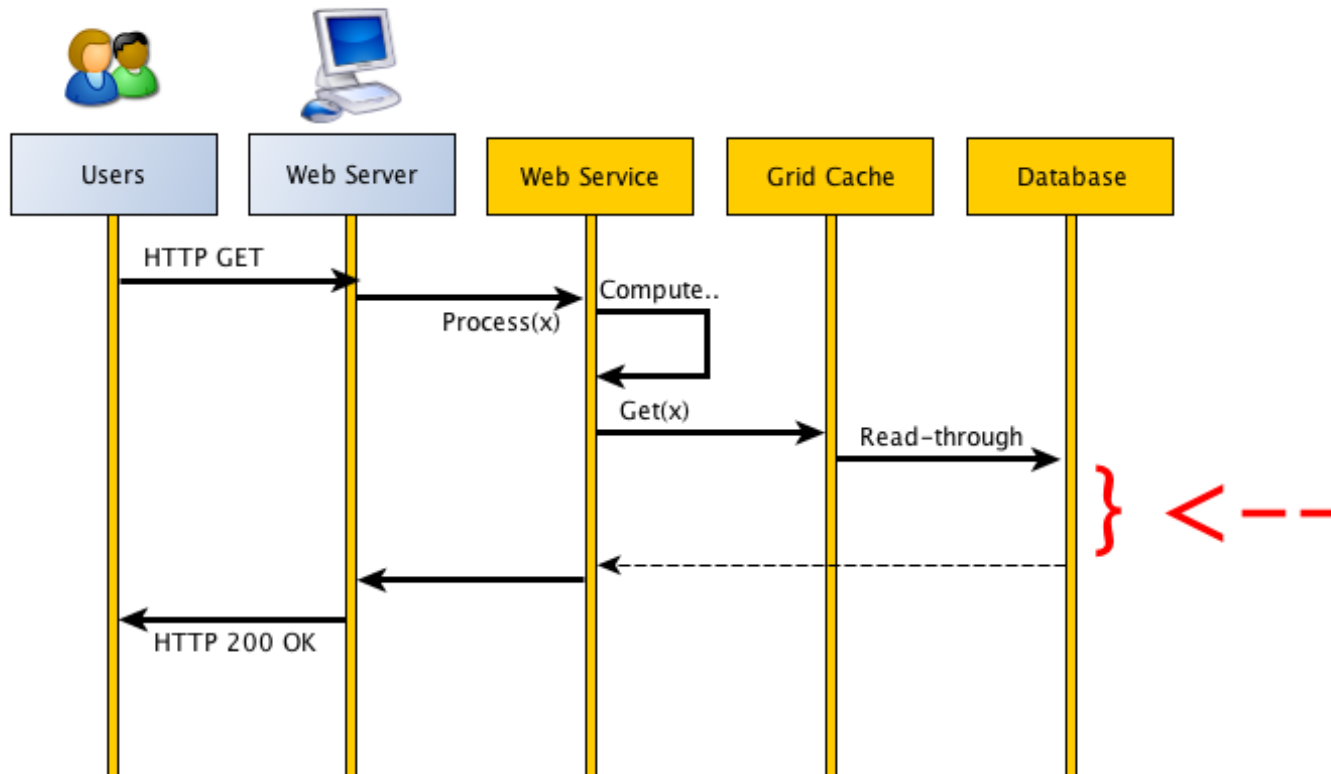 Users
Web Server
Web Service
Grid Cache
Database
HTTP GET
Process(x)
Compute..
Get(x)
Read-through
HTTP 200 OK